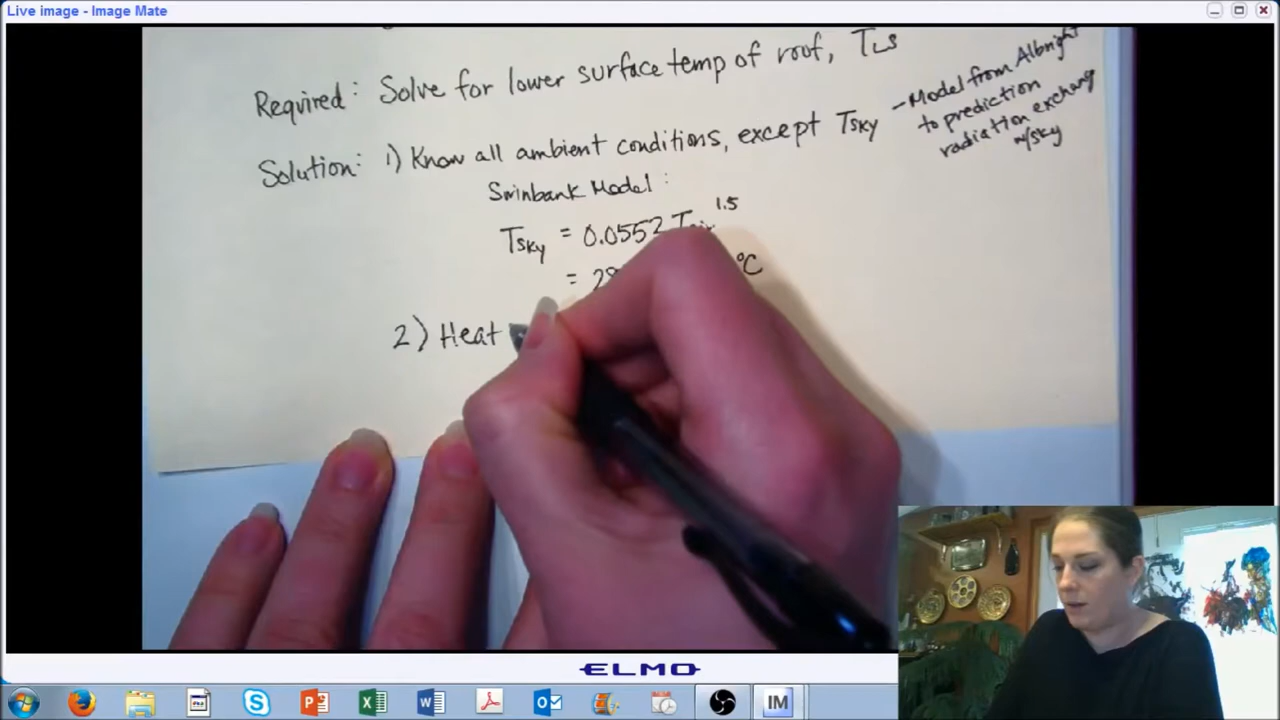 Live image - Image Mate
Required: Solve for lower surface temp of roof, TLS
Solution: 1) Know all ambient conditions, except Tsky
- Model from Albright
to prediction
radiation exchang
w/sky
Swinbank Model:
Tsky = 0.0552 T 1.5
= 28 °C
2) Heat
ELMO
IM